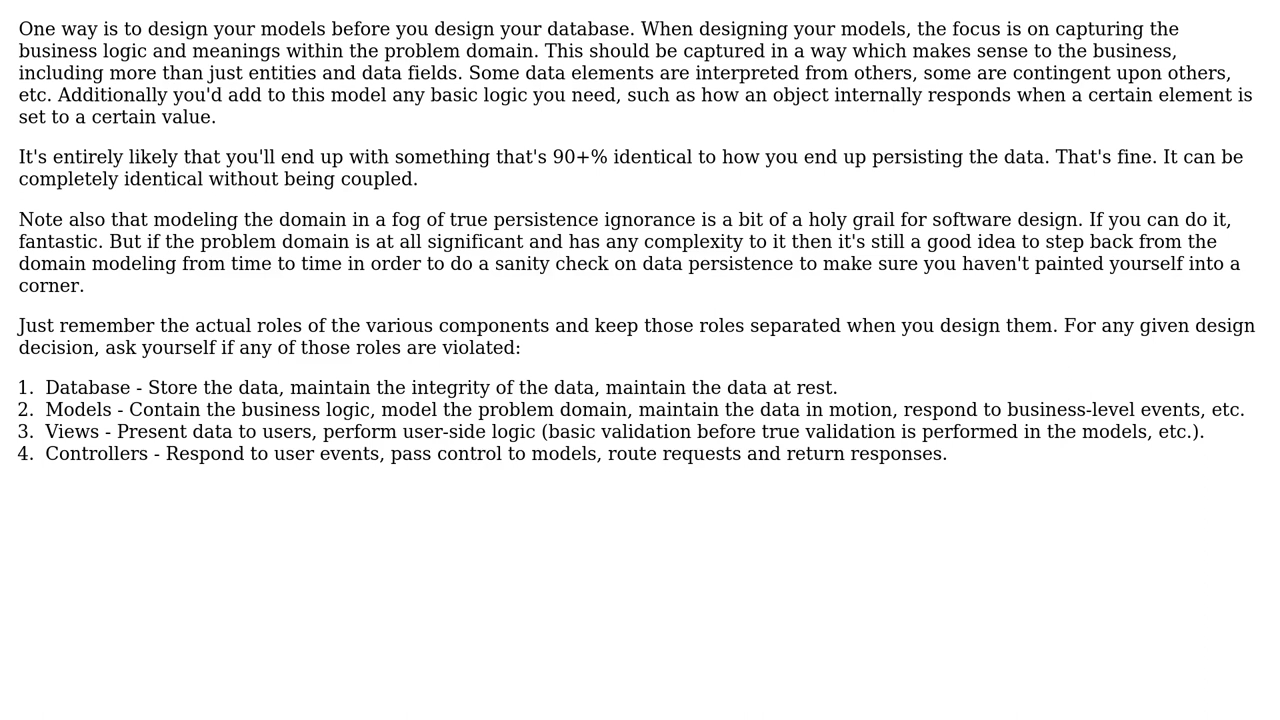 One way is to design your models before you design your database. When designing your models, the focus is on capturing the
business logic and meanings within the problem domain. This should be captured in a way which makes sense to the business,
including more than just entities and data fields. Some data elements are interpreted from others, some are contingent upon others,
etc. Additionally you'd add to this model any basic logic you need, such as how an object internally responds when a certain element is
set to a certain value.
It's entirely likely that you'll end up with something that's 90+% identical to how you end up persisting the data. That's fine. It can be
completely identical without being coupled.
Note also that modeling the domain in a fog of true persistence ignorance is a bit of a holy grail for software design. If you can do it,
fantastic. But if the problem domain is at all significant and has any complexity to it then it's still a good idea to step back from the
domain modeling from time to time in order to do a sanity check on data persistence to make sure you haven't painted yourself into a
corner.
Just remember the actual roles of the various components and keep those roles separated when you design them. For any given design
decision, ask yourself if any of those roles are violated:
1. Database - Store the data, maintain the integrity of the data, maintain the data at rest.
2. Models - Contain the business logic, model the problem domain, maintain the data in motion, respond to business-level events, etc.
3. Views - Present data to users, perform user-side logic (basic validation before true validation is performed in the models, etc.).
4. Controllers - Respond to user events, pass control to models, route requests and return responses.